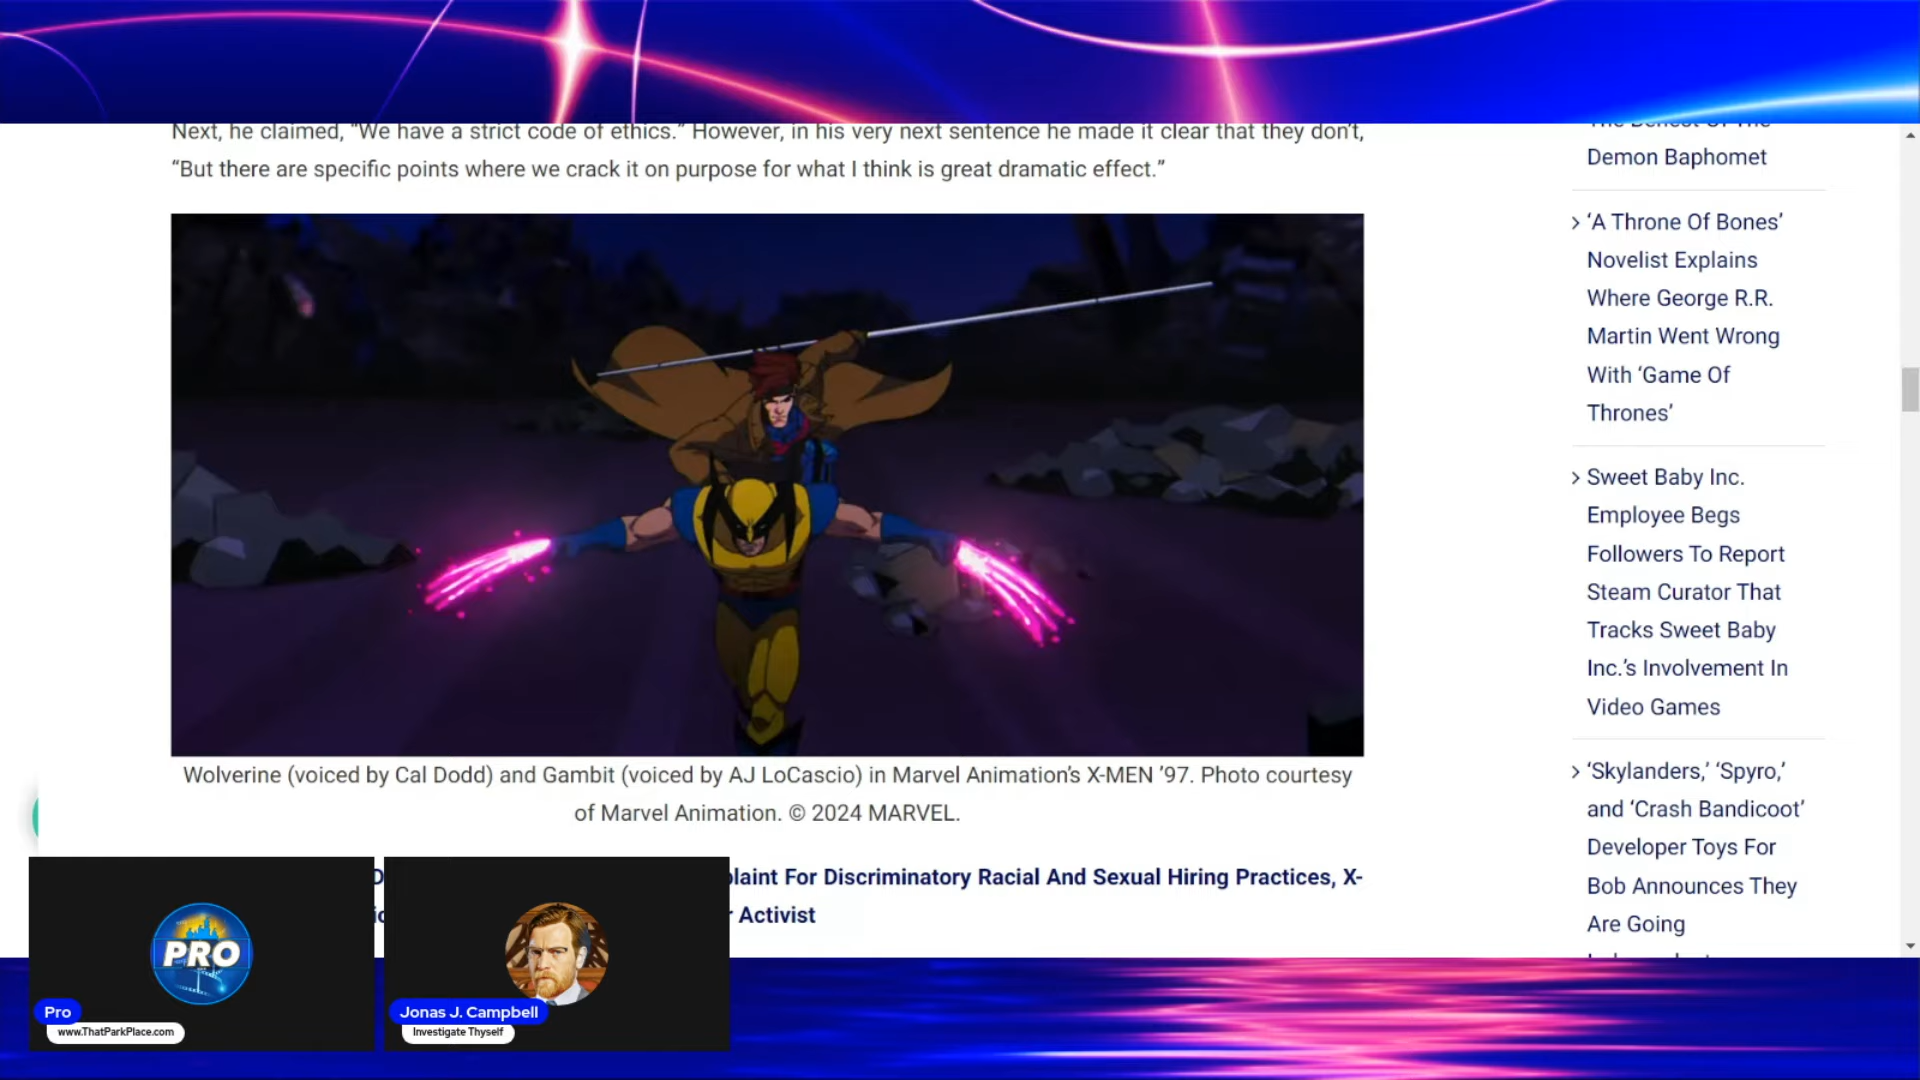 Next, he claimed, “We have a strict code of ethics.” However, in his very next sentence he made it clear that they don’t,
“But there are specific points where we crack it on purpose for what I think is great dramatic effect.”
Wolverine (voiced by Cal Dodd) and Gambit (voiced by AJ LoCascio) in Marvel Animation’s X-MEN ’97. Photo courtesy
of Marvel Animation. © 2024 MARVEL.
For Discriminatory Racial And Sexual Hiring Practices, X-
Activist
The Behest Of The
Demon Baphomet
‘A Throne Of Bones’
Novelist Explains
Where George R.R.
Martin Went Wrong
With ‘Game Of
Thrones’
Sweet Baby Inc.
Employee Begs
Followers To Report
Steam Curator That
Tracks Sweet Baby
Inc.’s Involvement In
Video Games
‘Skylanders,’ ‘Spyro,’
and ‘Crash Bandicoot’
Developer Toys For
Bob Announces They
Are Going
PRO
Pro
www.ThatParkPlace.com
Jonas J. Campbell
Investigate Thyself